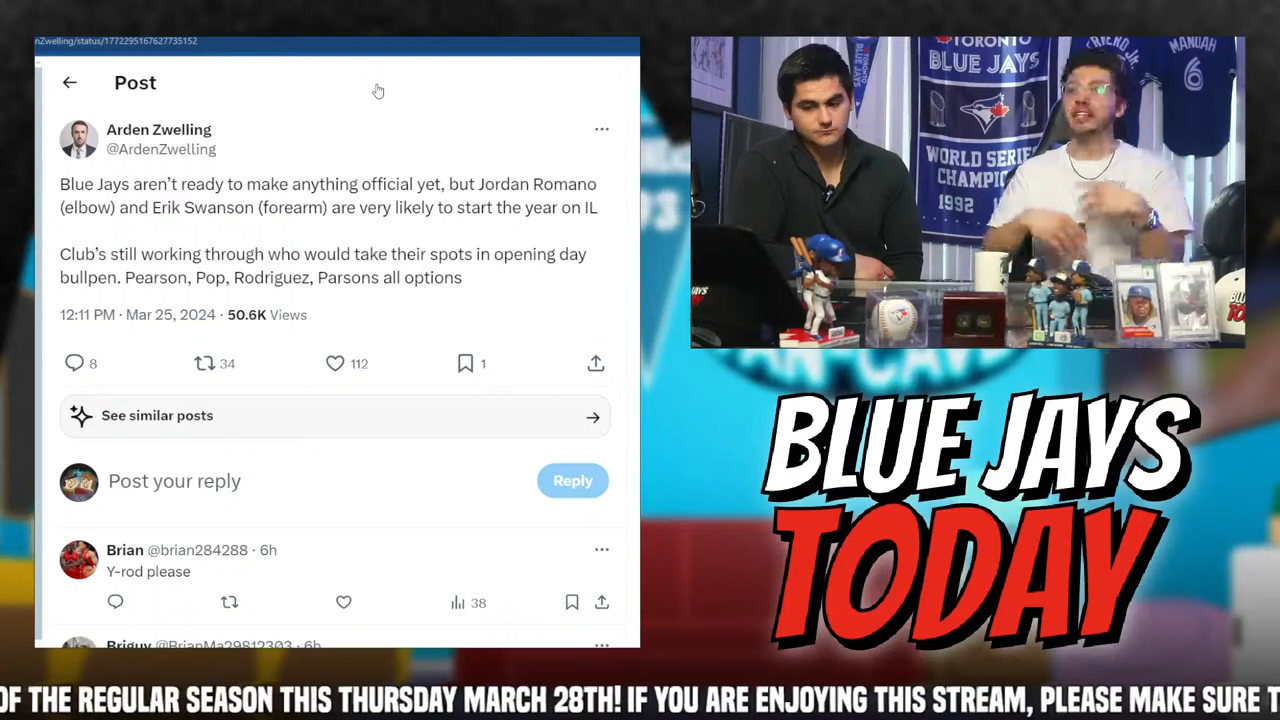 nZwelling/status/1772295167627735152
Post
Arden Zwelling
@ArdenZwelling
Blue Jays aren’t ready to make anything official yet, but Jordan Romano
(elbow) and Erik Swanson (forearm) are very likely to start the year on IL
Club’s still working through who would take their spots in opening day
bullpen. Pearson, Pop, Rodriguez, Parsons all options
12:11 PM · Mar 25, 2024 · 50.6K Views
8 34 112 1
See similar posts
Post your reply
Reply
Brian @brian284288 · 6h
Y-rod please
38
Briguy @BrianMa29812303 · 6h
TORONTO
BLUE JAYS
WORLD SERIES
CHAMPIO
1992
MANOAH
6
BLUE JAYS
TODAY
OF THE REGULAR SEASON THIS THURSDAY MARCH 28TH! IF YOU ARE ENJOYING THIS STREAM, PLEASE MAKE SURE T